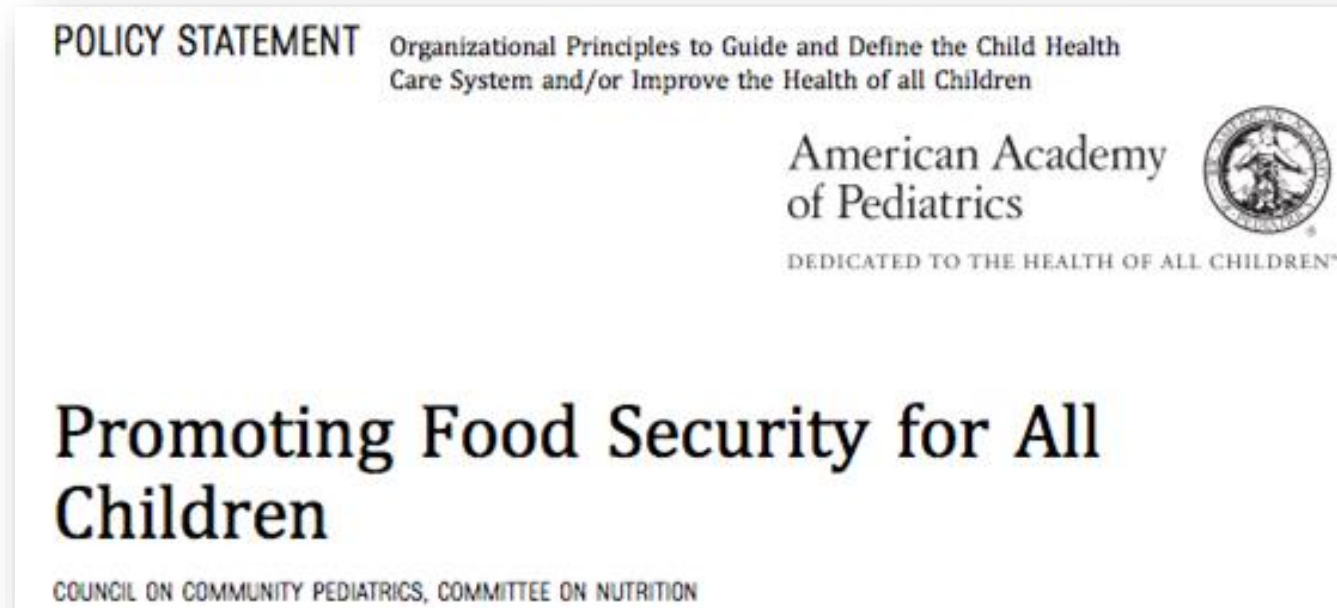 POLICY STATEMENT Organizational Principles to Guide and Define the Child Health
Care System and/or Improve the Health of all Children
American Academy
of Pediatrics
DEDICATED TO THE HEALTH OF ALL CHILDREN
Promoting Food Security for All
Children
COUNCIL ON COMMUNITY PEDIATRICS, COMMITTEE ON NUTRITION